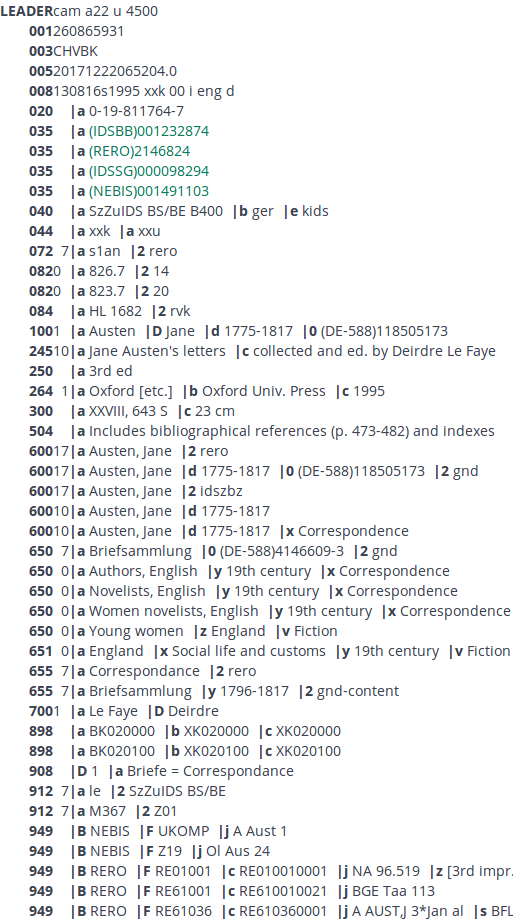 LEADERcam a22 u 4500
001260865931
003CHVBK
00520171222065204.0
008130816s1995 xxk 00 i eng d
020 |a 0-19-811764-7
035 |a (IDSBB)001232874
035 |a (RERO)2146824
035 |a (IDSSG)000098294
035 |a (NEBIS)001491103
040 |a SzZuIDS BS/BE B400 |b ger |e kids
044 |a xxk |a xxu
072 7|a s1an |2 rero
0820 |a 826.7 |2 14
0820 |a 823.7 |2 20
084 |a HL 1682 |2 rvk
1001 |a Austen |D Jane |d 1775-1817 |0 (DE-588)118505173
24510|a Jane Austen's letters |c collected and ed. by Deirdre Le Faye
250 |a 3rd ed
264 1|a Oxford [etc.] |b Oxford Univ. Press |c 1995
300 |a XXVIII, 643 S |c 23 cm
504 |a Includes bibliographical references (p. 473-482) and indexes
60017|a Austen, Jane |2 rero
60017|a Austen, Jane |d 1775-1817 |0 (DE-588)118505173 |2 gnd
60017|a Austen, Jane |2 idszbz
60010|a Austen, Jane |d 1775-1817
60010|a Austen, Jane |d 1775-1817 |x Correspondence
650 7|a Briefsammlung |0 (DE-588)4146609-3 |2 gnd
650 0|a Authors, English |y 19th century |x Correspondence
650 0|a Novelists, English |y 19th century |x Correspondence
650 0|a Women novelists, English |y 19th century |x Correspondence
650 0|a Young women |z England |v Fiction
651 0|a England |x Social life and customs |y 19th century |v Fiction
655 7|a Correspondance |2 rero
655 7|a Briefsammlung |y 1796-1817 |2 gnd-content
7001 |a Le Faye |D Deirdre
898 |a BK020000 |b XK020000 |c XK020000
898 |a BK020100 |b XK020100 |c XK020100
908 |D 1 |a Briefe = Correspondance
912 7|a le |2 SzZuIDS BS/BE
912 7|a M367 |2 Z01
949 |B NEBIS |F UKOMP |j A Aust 1
949 |B NEBIS |F Z19 |j Ol Aus 24
949 |B RERO |F RE01001 |c RE010010001 |j NA 96.519 |z [3rd impr.
949 |B RERO |F RE61001 |c RE610010021 |j BGE Taa 113
949 |B RERO |F RE61036 |c RE610360001 |j A AUST,J 3*Jan al |s BFL